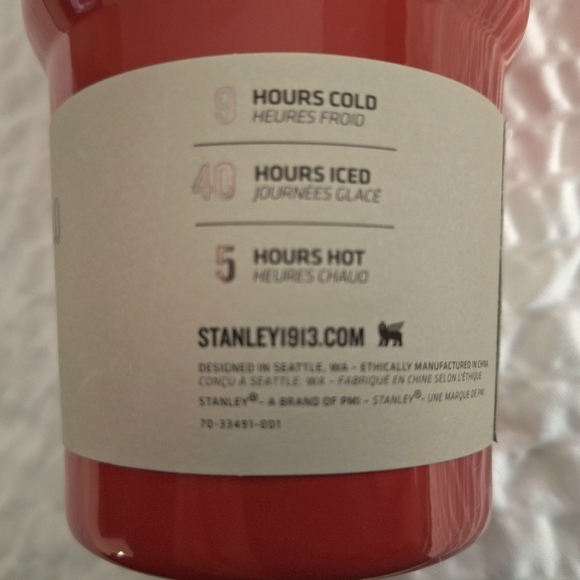 9 HOURS COLD
HEURES FROID
40 HOURS ICED
JOURNÉES GLACÉ
5 HOURS HOT
HEURES CHAUD
STANLEY1913.COM
DESIGNED IN SEATTLE, WA - ETHICALLY MANUFACTURED IN CHINA
CONÇU A SEATTLE, WA - FABRIQUÉ EN CHINE SELON L'ÉTHIQUE
STANLEY® - A BRAND OF PMI - STANLEY® - UNE MARQUE DE PMI
70-33491-001